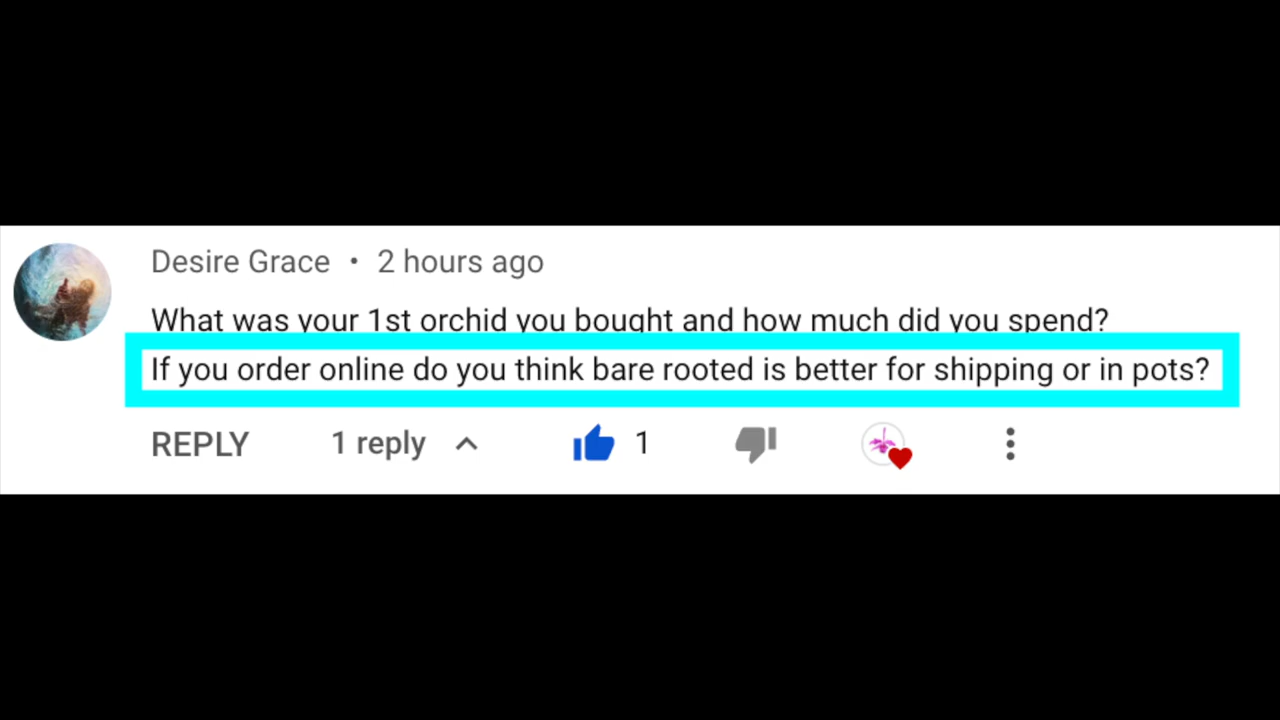 Desire Grace • 2 hours ago
What was your 1st orchid you bought and how much did you spend?
If you order online do you think bare rooted is better for shipping or in pots?
REPLY 1 reply 1